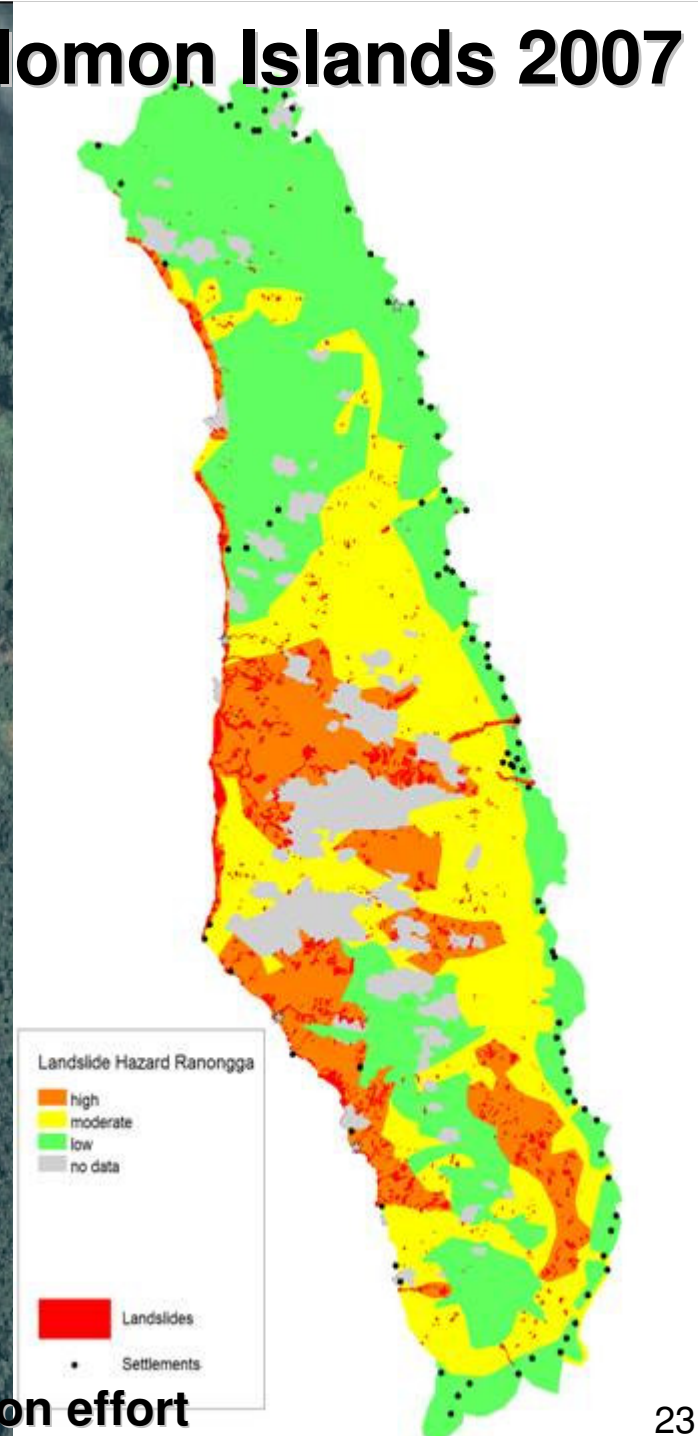 lomon Islands 2007
Landslide Hazard Ranongga
high
moderate
low
no data
Landslides
Settlements
on effort
23